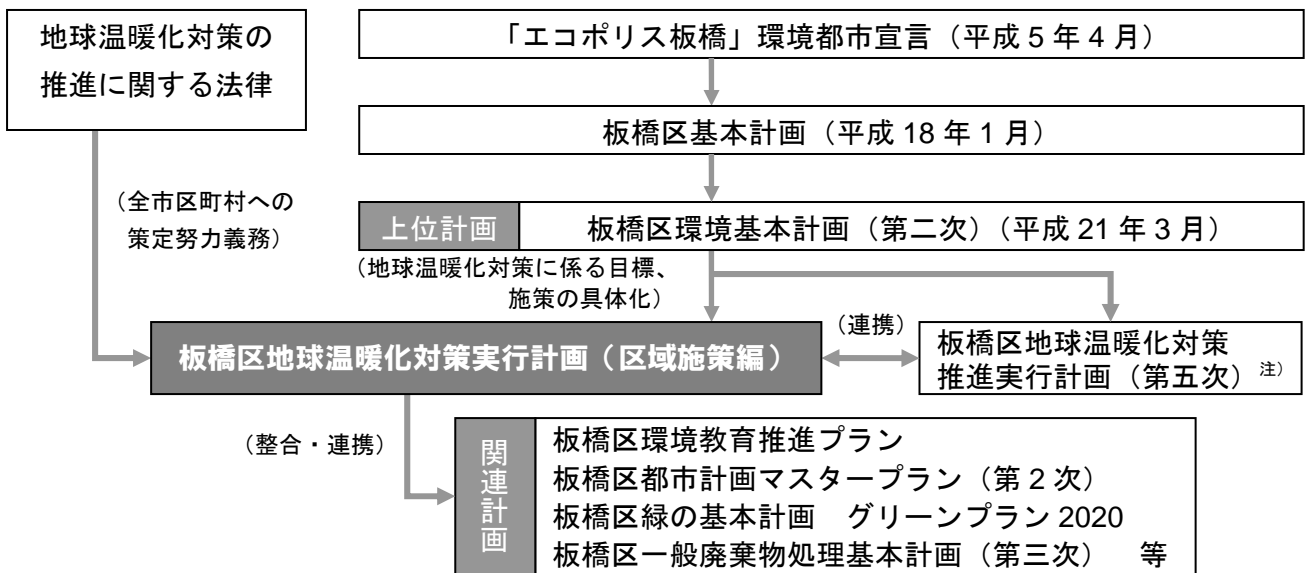 地球温暖化対策の
推進に関する法律
「エコポリス板橋」環境都市宣言（平成5年4月）
板橋区基本計画（平成18年1月）
（全市区町村への
策定努力義務）
上位計画
板橋区環境基本計画（第二次）（平成21年3月）
（地球温暖化対策に係る目標、
施策の具体化）
板橋区地球温暖化対策実行計画（区域施策編）
（連携）
板橋区地球温暖化対策
推進実行計画（第五次）注）
（整合・連携）
関連計画
板橋区環境教育推進プラン
板橋区都市計画マスタープラン（第2次）
板橋区緑の基本計画　グリーンプラン2020
板橋区一般廃棄物処理基本計画（第三次）　等